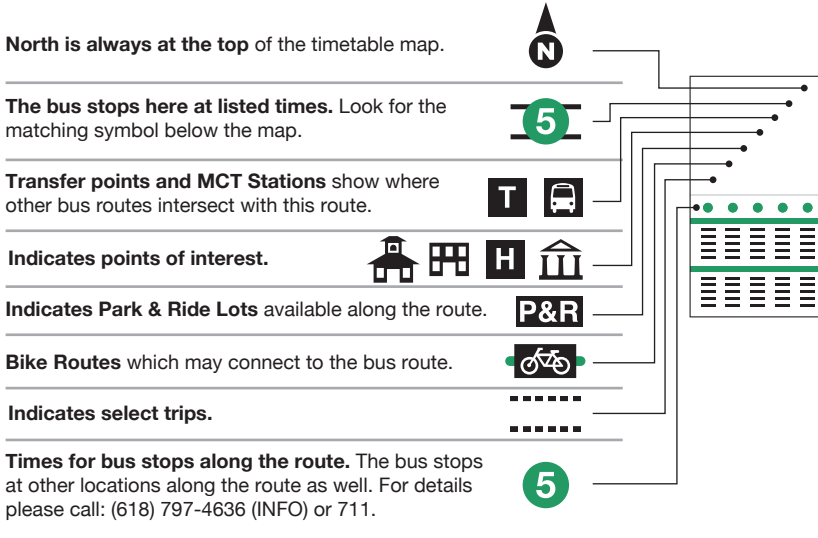 North is always at the top of the timetable map.
N
The bus stops here at listed times. Look for the
matching symbol below the map.
5
Transfer points and MCT Stations show where
other bus routes intersect with this route.
T
Indicates points of interest.
H
Indicates Park & Ride Lots available along the route.
P&R
Bike Routes which may connect to the bus route.
Indicates select trips.
Times for bus stops along the route. The bus stops
at other locations along the route as well. For details
please call: (618) 797-4636 (INFO) or 711.
5